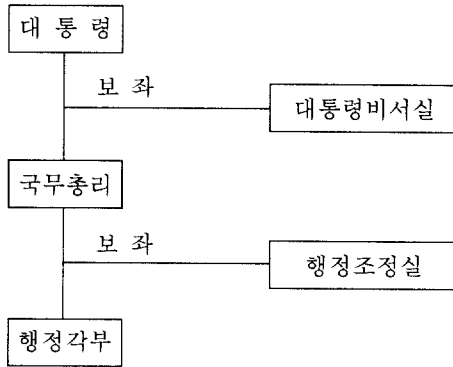 대 통 령
보 좌
대통령비서실
국무총리
보 좌
행정조정실
행정각부